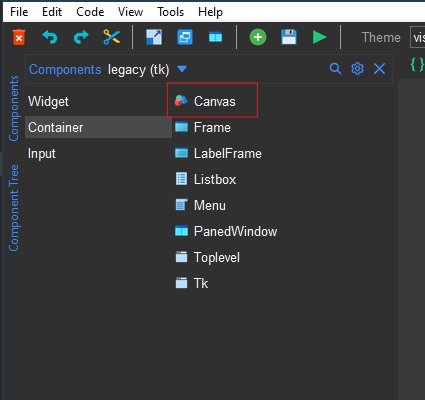 File Edit Code View Tools Help
Theme
Components legacy (tk)
Components
Component Tree
Widget
Container
Input
Canvas
Frame
LabelFrame
Listbox
Menu
PanedWindow
Toplevel
Tk